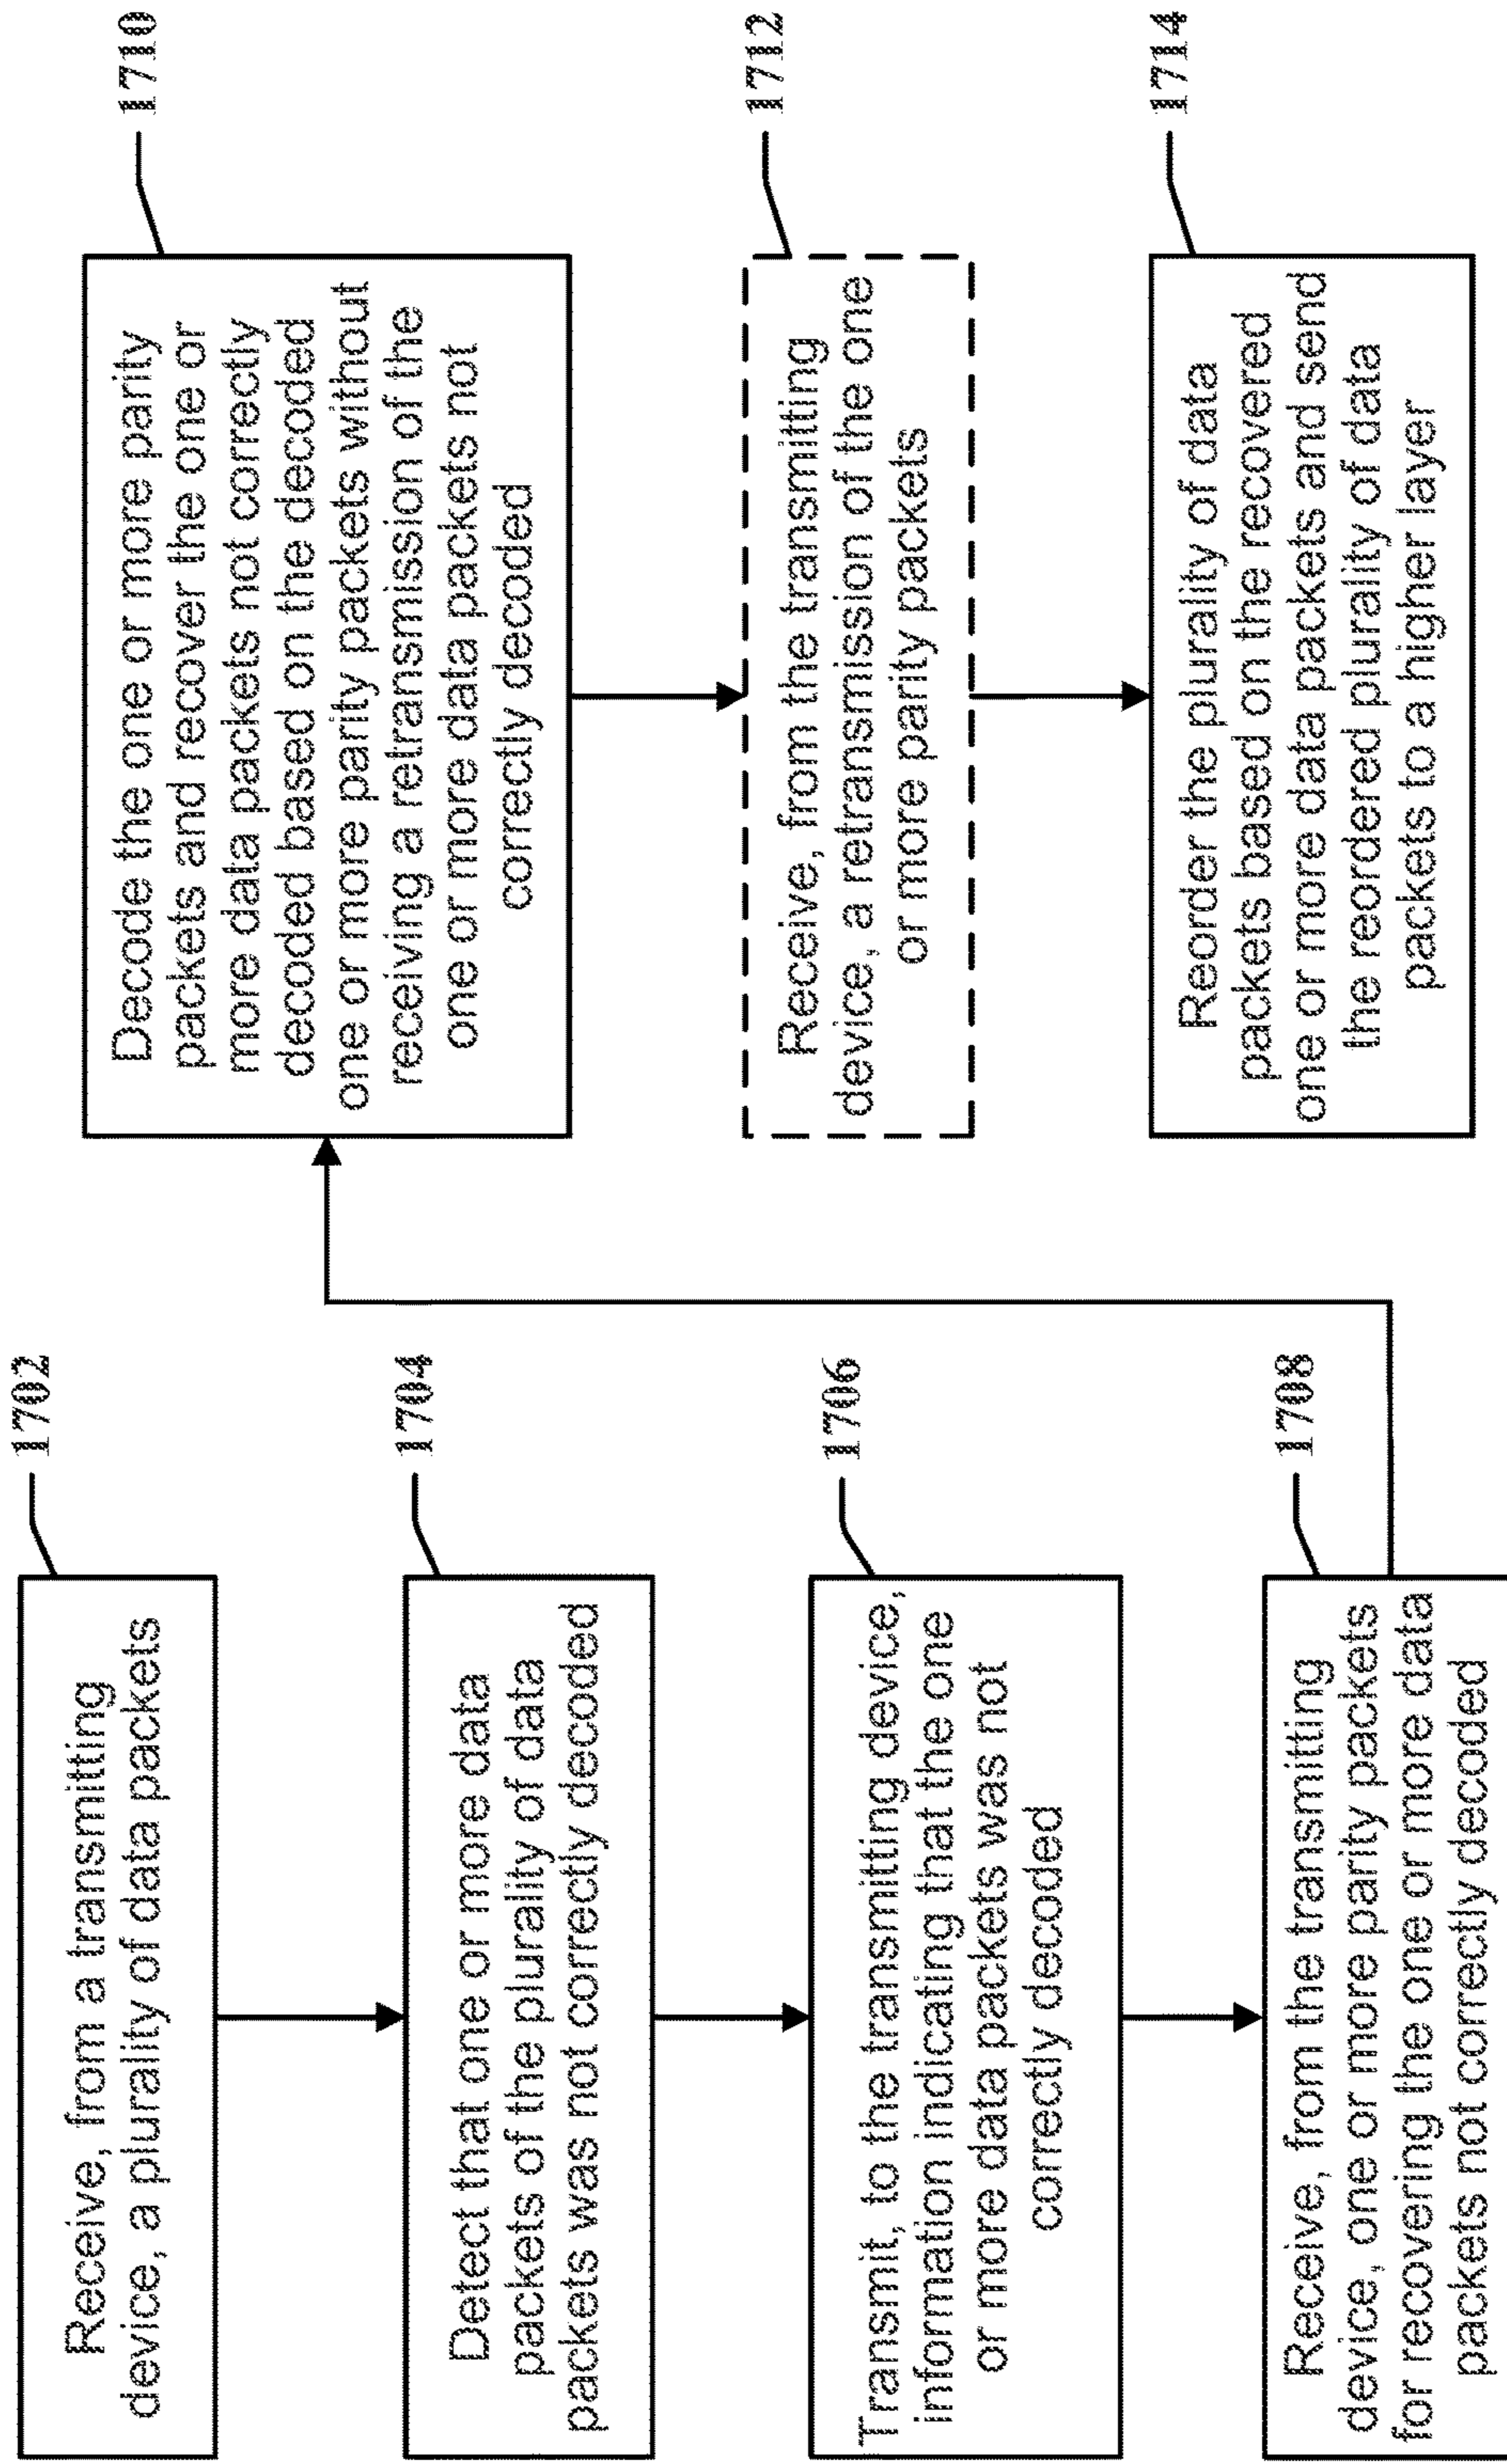 1702
Receive, from a transmitting
device, a plurality of data packets
1704
Detect that one or more data
packets of the plurality of data
packets was not correctly decoded
1706
Transmit, to the transmitting device,
information indicating that the one
or more data packets was not
correctly decoded
1708
Receive, from the transmitting
device, one or more parity packets
for recovering the one or more data
packets not correctly decoded
1710
Decode the one or more parity
packets and recover the one or
more data packets not correctly
decoded based on the decoded
one or more parity packets without
receiving a retransmission of the
one or more data packets not
correctly decoded
1712
Receive, from the transmitting
device, a retransmission of the one
or more parity packets
1714
Reorder the plurality of data
packets based on the recovered
one or more data packets and send
the reordered plurality of data
packets to a higher layer